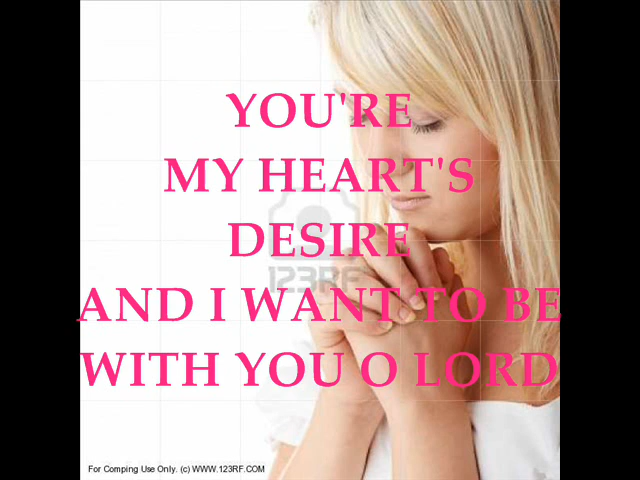 YOU'RE
MY HEART'S
DESIRE
123RF
AND I WANT TO BE
WITH YOU O LORD
For Comping Use Only. (c) WWW.123RF.COM